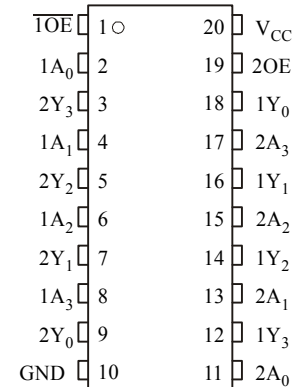 1OE 1 20 VCC
1A0 2 19 2OE
2Y3 3 18 1Y0
1A1 4 17 2A3
2Y2 5 16 1Y1
1A2 6 15 2A2
2Y1 7 14 1Y2
1A3 8 13 2A1
2Y0 9 12 1Y3
GND 10 11 2A0